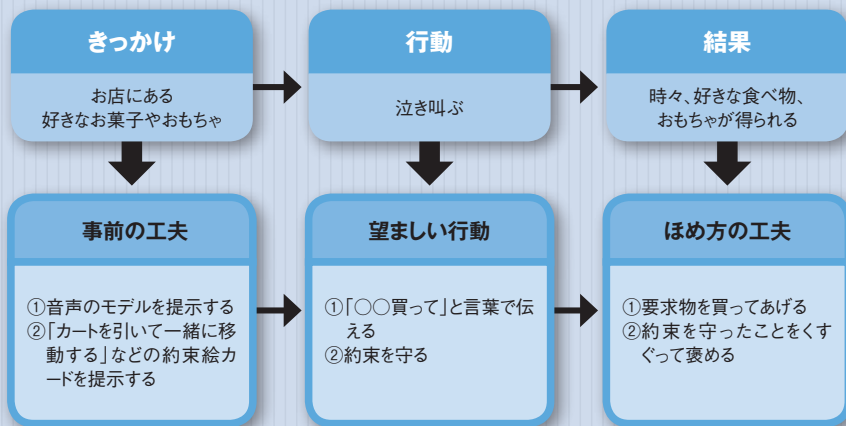 きっかけ
お店にある
好きなお菓子やおもちゃ
行動
泣き叫ぶ
結果
時々、好きな食べ物、
おもちゃが得られる
事前の工夫
①音声のモデルを提示する
②「カートを引いて一緒に移
動する」などの約束絵カ
ードを提示する
望ましい行動
①「○○買って」と言葉で伝
える
②約束を守る
ほめ方の工夫
①要求物を買ってあげる
②約束を守ったことをくす
ぐって褒める